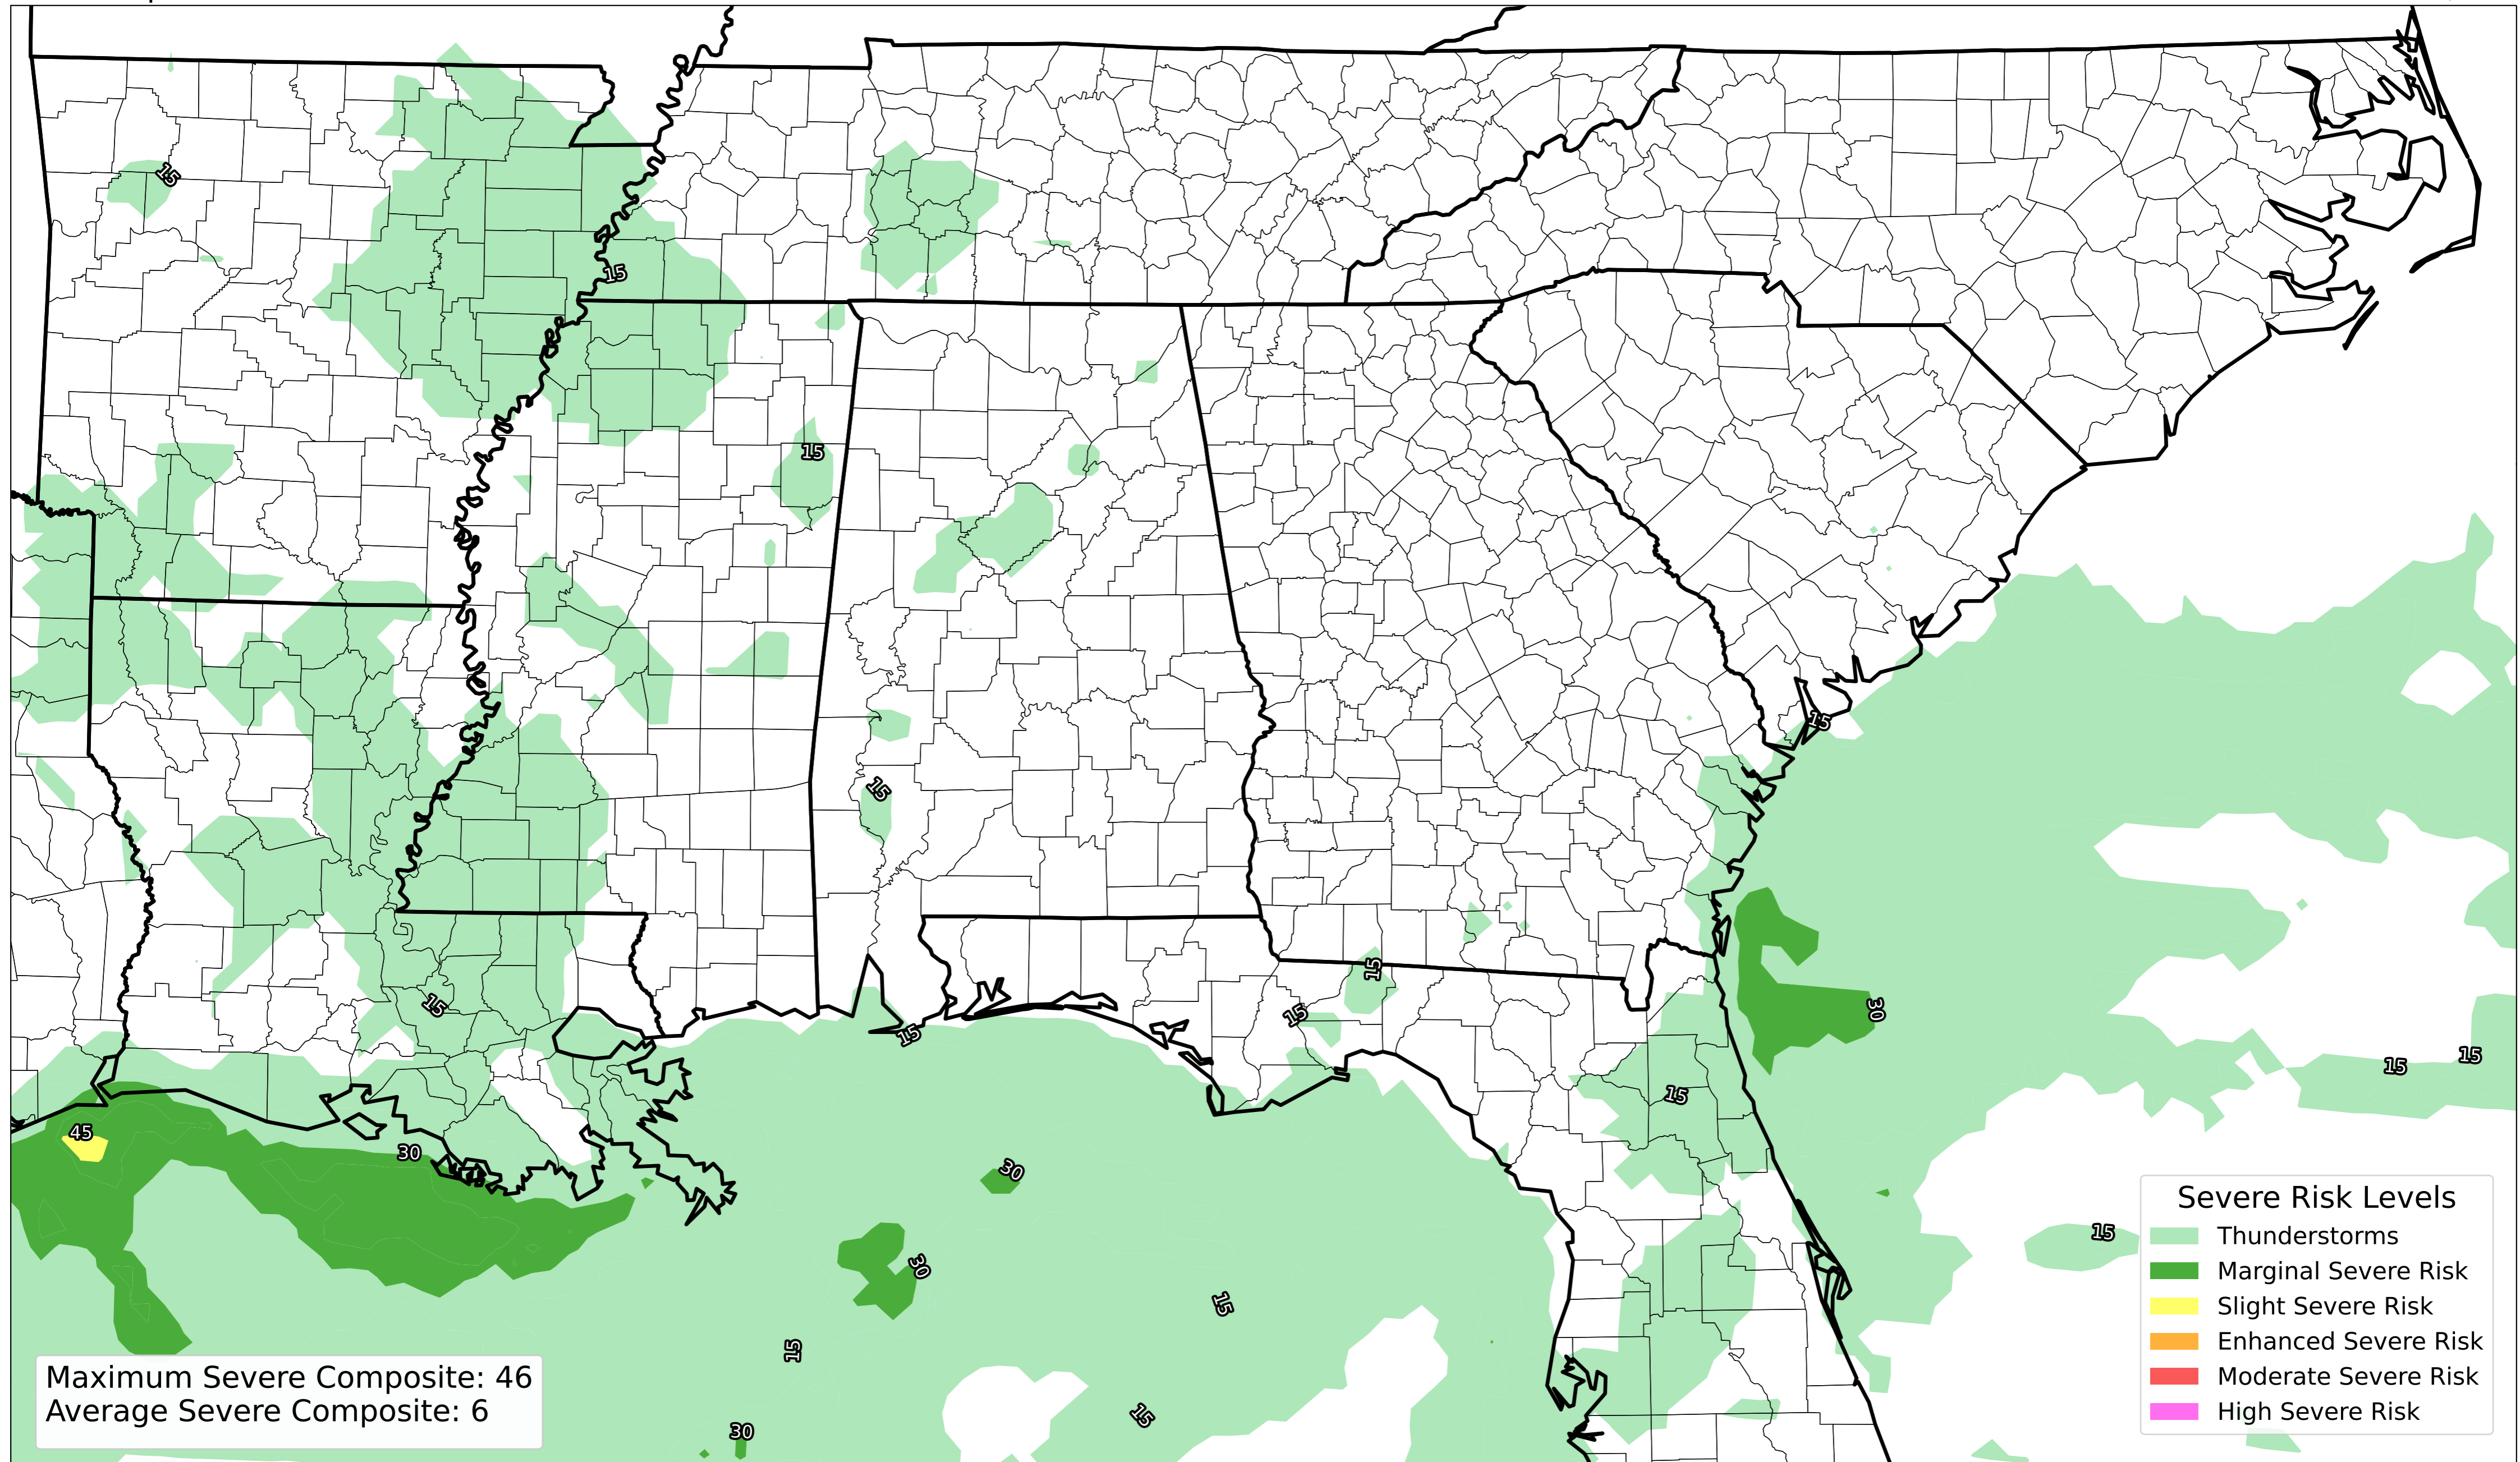 15
15
15
15
15
15
15
15
15
15
30
15
15
15
45
30
30
15
30
15
15
15
30
Severe Risk Levels
Thunderstorms
Marginal Severe Risk
Slight Severe Risk
Enhanced Severe Risk
Moderate Severe Risk
High Severe Risk
Maximum Severe Composite: 46
Average Severe Composite: 6